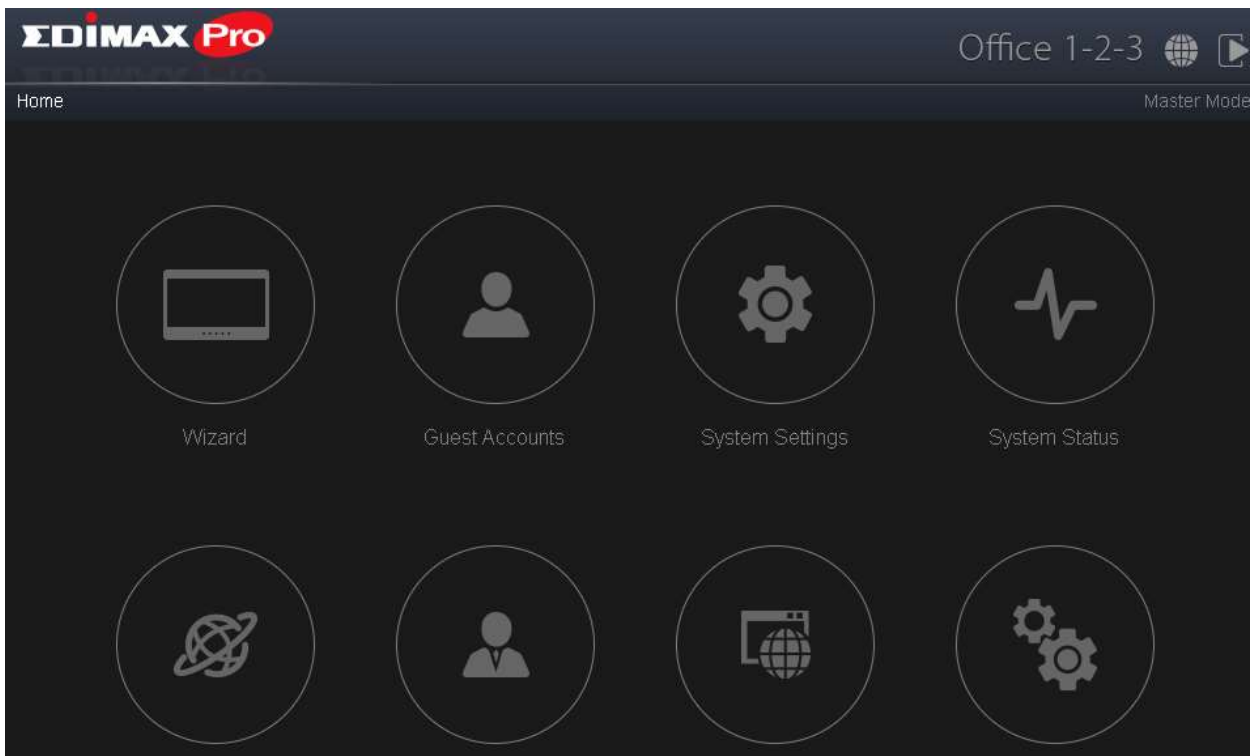 EDIMAX Pro
Office 1-2-3
Home
Master Mode
Wizard
Guest Accounts
System Settings
System Status